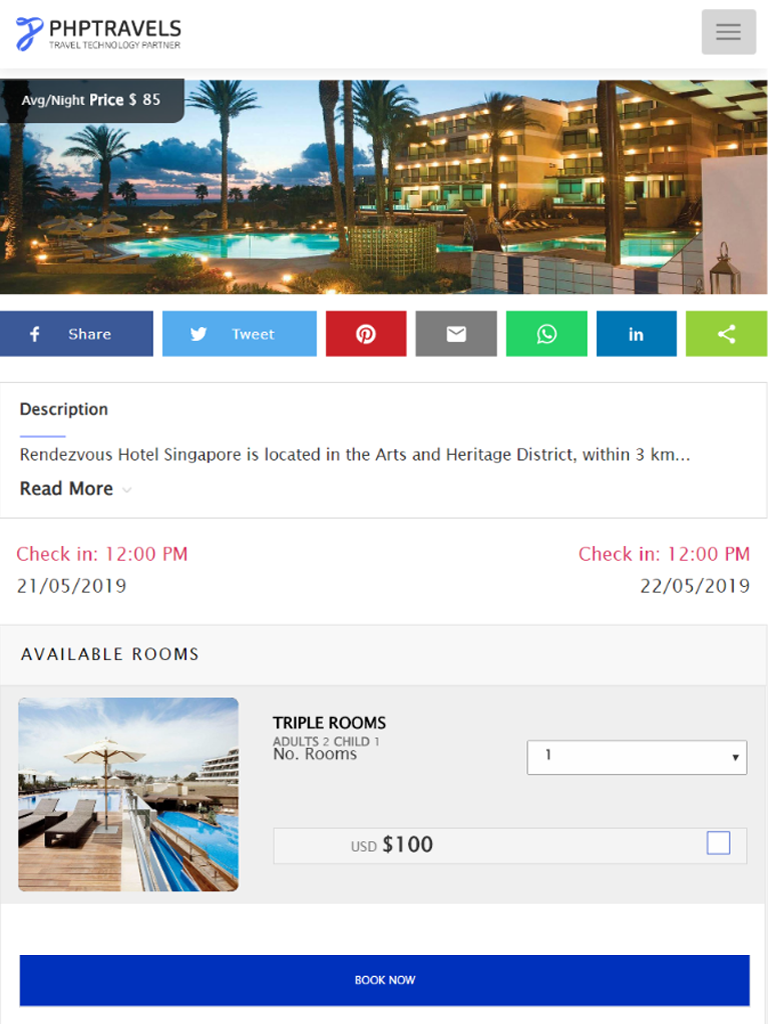 PHPTRAVELS
TRAVEL TECHNOLOGY PARTNER
Avg/Night Price $ 85
Share
Tweet
in
Description
Rendezvous Hotel Singapore is located in the Arts and Heritage District, within 3 km...
Read More
Check in: 12:00 PM
Check in: 12:00 PM
21/05/2019
22/05/2019
AVAILABLE ROOMS
TRIPLE ROOMS
ADULTS 2 CHILD 1
No. Rooms
1
USD $100
BOOK NOW